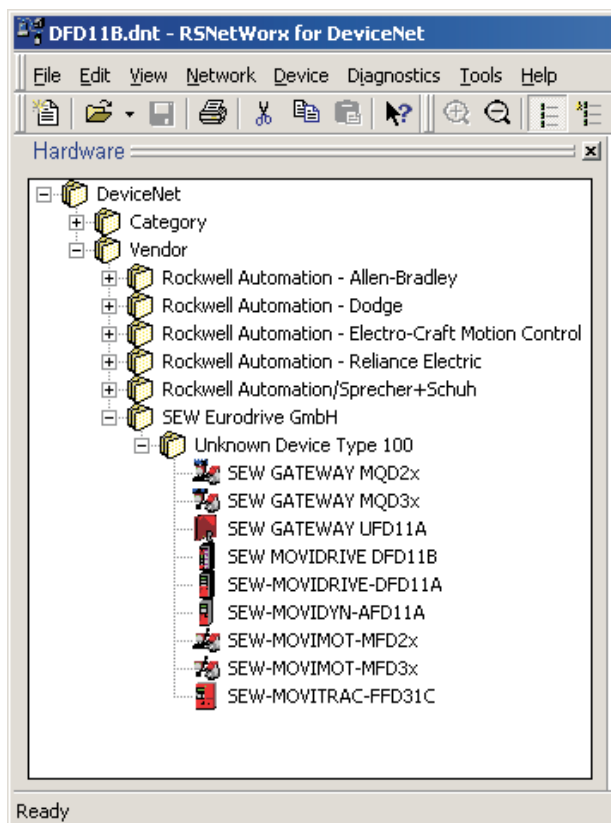 DFD11B.dnt - RSNetWorx for DeviceNet
File Edit View Network Device Diagnostics Tools Help
Hardware
DeviceNet
Category
Vendor
Rockwell Automation - Allen-Bradley
Rockwell Automation - Dodge
Rockwell Automation - Electro-Craft Motion Control
Rockwell Automation - Reliance Electric
Rockwell Automation/Sprecher+Schuh
SEW Eurodrive GmbH
Unknown Device Type 100
SEW GATEWAY MQD2x
SEW GATEWAY MQD3x
SEW GATEWAY UFD11A
SEW MOVIDRIVE DFD11B
SEW-MOVIDRIVE-DFD11A
SEW-MOVIDYN-AFD11A
SEW-MOVIMOT-MFD2x
SEW-MOVIMOT-MFD3x
SEW-MOVITRAC-FFD31C
Ready